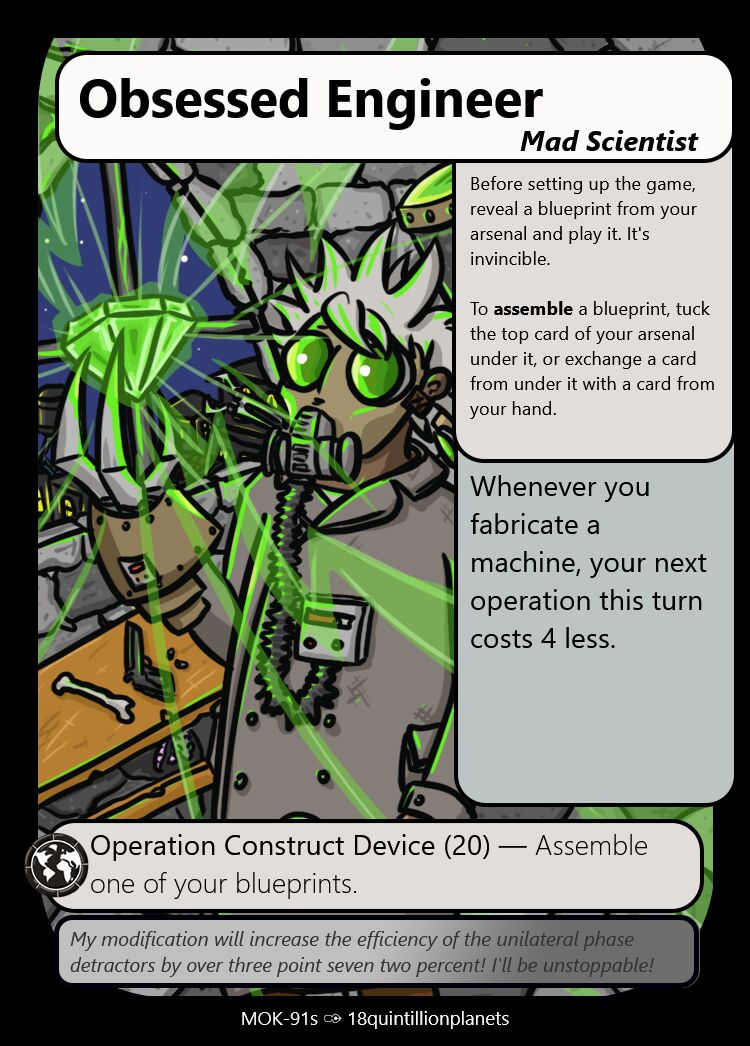 Obsessed Engineer
Mad Scientist
Before setting up the game,
reveal a blueprint from your
arsenal and play it. It's
invincible.
To assemble a blueprint, tuck
the top card of your arsenal
under it, or exchange a card
from under it with a card from
your hand.
Whenever you
fabricate a
machine, your next
operation this turn
costs 4 less.
Operation Construct Device (20) — Assemble
one of your blueprints.
My modification will increase the efficiency of the unilateral phase
detractors by over three point seven two percent! I'll be unstoppable!
MOK-91s 18quintillionplanets